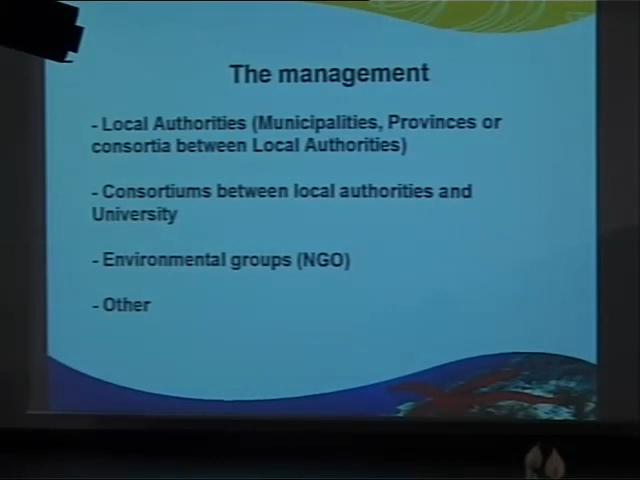 The management
- Local Authorities (Municipalities, Provinces or
consortia between Local Authorities)
- Consortiums between local authorities and
University
- Environmental groups (NGO)
- Other